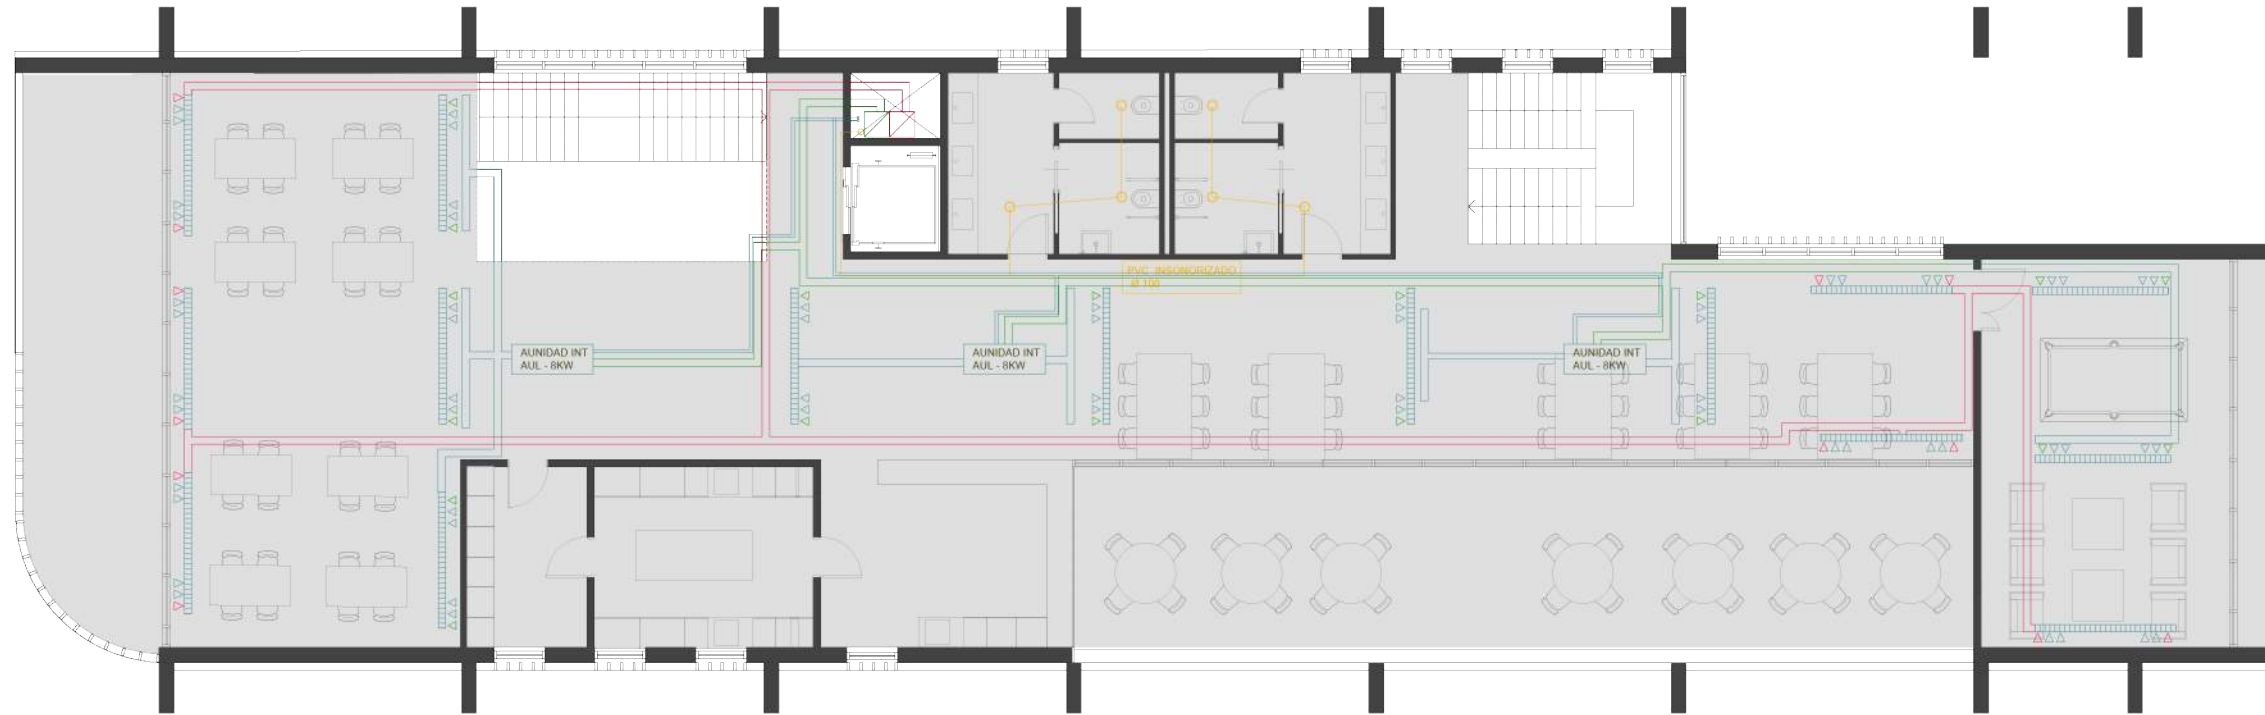 PVC INSONORIZADO
Ø 100
AUNIDAD INT
AUL - 8KW
AUNIDAD INT
AUL - 8KW
AUNIDAD INT
AUL - 8KW